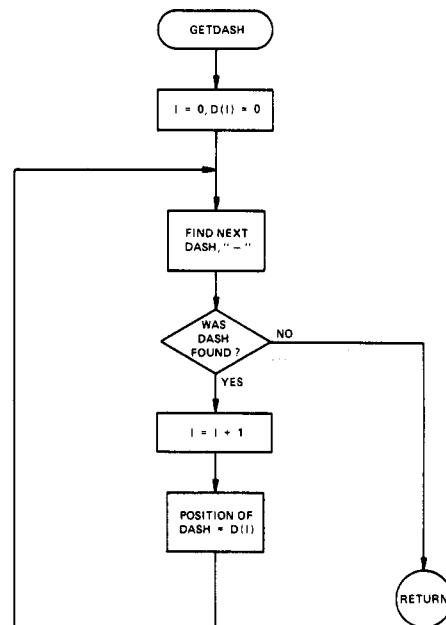 GETDASH
I = 0, D(I) = 0
FIND NEXT
DASH, "–"
WAS
DASH
FOUND ?
NO
YES
I = I + 1
POSITION OF
DASH = D(I)
RETURN